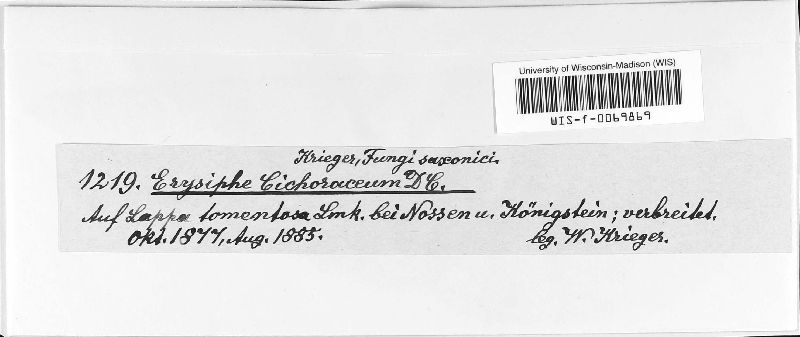 University of Wisconsin-Madison (WIS)
WIS-f-0069869
Krieger, Fungi saxonici.
1219. Erysiphe Cichoraceum DC.
Auf Lappa tomentosa Lmk. bei Nossen u. Königstein; verbreitet.
Okt. 1877, Aug. 1885. leg. W. Krieger.